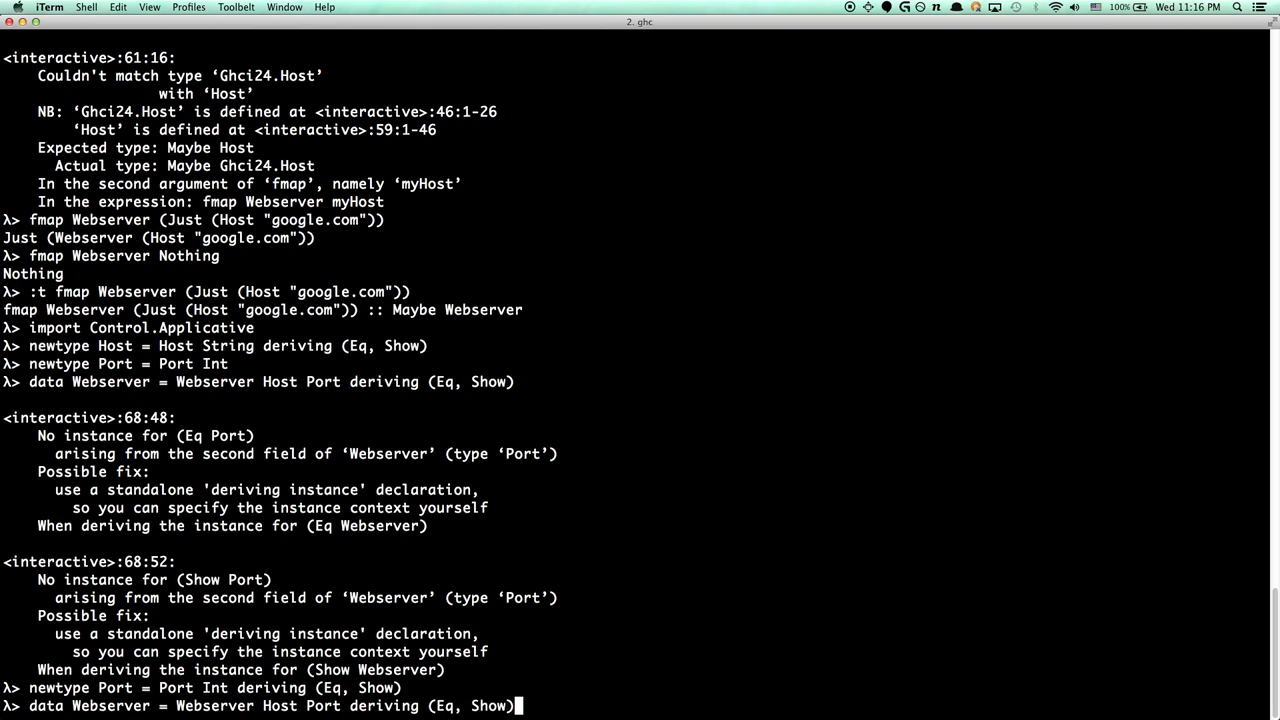 iTerm Shell Edit View Profiles Toolbelt Window Help 100% Wed 11:16 PM
2. ghc
<interactive>:61:16:
    Couldn't match type ‘Ghci24.Host’
                  with ‘Host’
    NB: ‘Ghci24.Host’ is defined at <interactive>:46:1-26
        ‘Host’ is defined at <interactive>:59:1-46
    Expected type: Maybe Host
      Actual type: Maybe Ghci24.Host
    In the second argument of ‘fmap’, namely ‘myHost’
    In the expression: fmap Webserver myHost
λ> fmap Webserver (Just (Host "google.com"))
Just (Webserver (Host "google.com"))
λ> fmap Webserver Nothing
Nothing
λ> :t fmap Webserver (Just (Host "google.com"))
fmap Webserver (Just (Host "google.com")) :: Maybe Webserver
λ> import Control.Applicative
λ> newtype Host = Host String deriving (Eq, Show)
λ> newtype Port = Port Int
λ> data Webserver = Webserver Host Port deriving (Eq, Show)
<interactive>:68:48:
    No instance for (Eq Port)
      arising from the second field of ‘Webserver’ (type ‘Port’)
    Possible fix:
      use a standalone 'deriving instance' declaration,
        so you can specify the instance context yourself
    When deriving the instance for (Eq Webserver)
<interactive>:68:52:
    No instance for (Show Port)
      arising from the second field of ‘Webserver’ (type ‘Port’)
    Possible fix:
      use a standalone 'deriving instance' declaration,
        so you can specify the instance context yourself
    When deriving the instance for (Show Webserver)
λ> newtype Port = Port Int deriving (Eq, Show)
λ> data Webserver = Webserver Host Port deriving (Eq, Show)